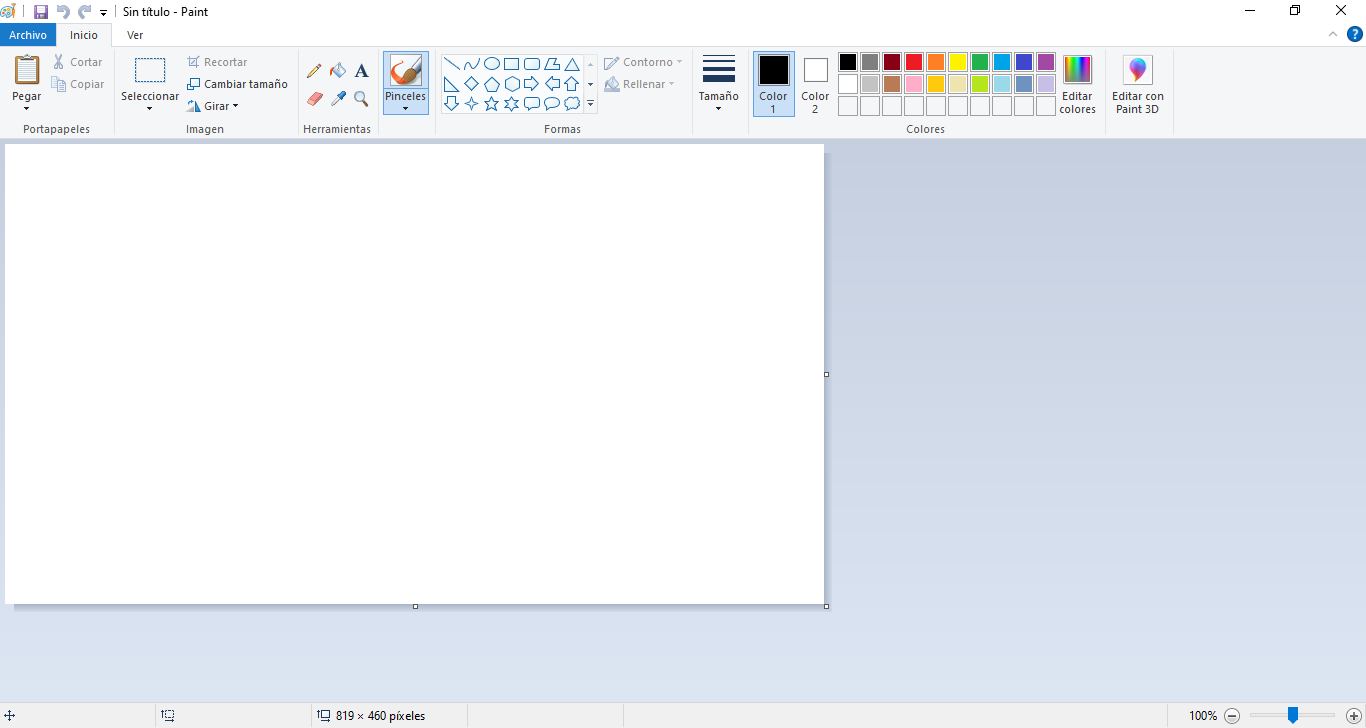 Sin título - Paint
Archivo Inicio Ver
Pegar
Cortar
Copiar
Portapapeles
Seleccionar
Recortar
Cambiar tamaño
Girar
Imagen
A
Herramientas
Pinceles
Contorno
Rellenar
Formas
Tamaño
Color
1
Color
2
Editar
colores
Colores
Editar con
Paint 3D
?
819 × 460 píxeles
100%